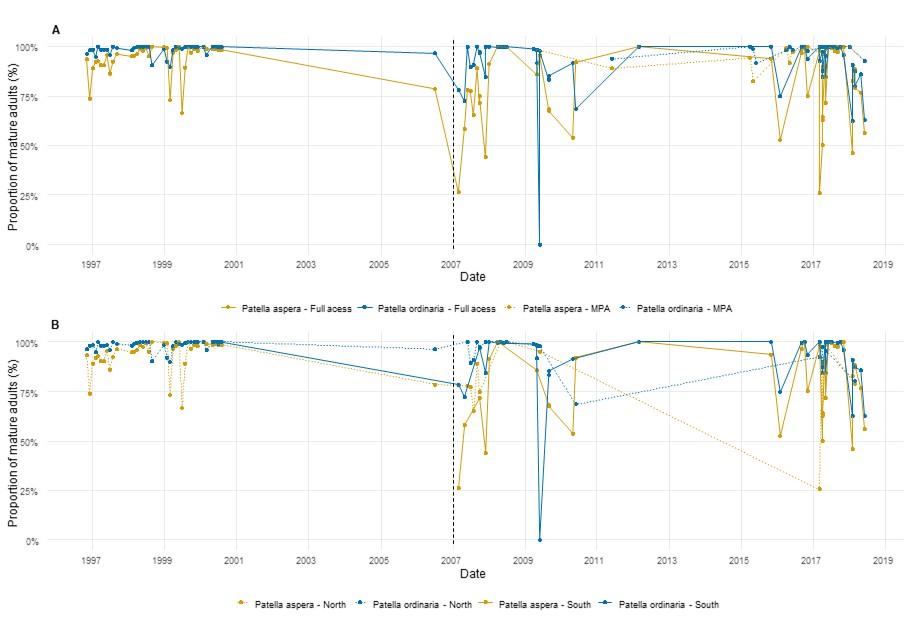 A
Proportion of mature adults (%)
100%
75%
50%
25%
0%
1997 1999 2001 2003 2005 2007 2009 2011 2013 2015 2017 2019
Date
Patella aspera - Full acess Patella ordinaria - Full acess Patella aspera - MPA Patella ordinaria - MPA
B
Proportion of mature adults (%)
100%
75%
50%
25%
0%
1997 1999 2001 2003 2005 2007 2009 2011 2013 2015 2017 2019
Date
Patella aspera - North Patella ordinaria - North Patella aspera - South Patella ordinaria - South